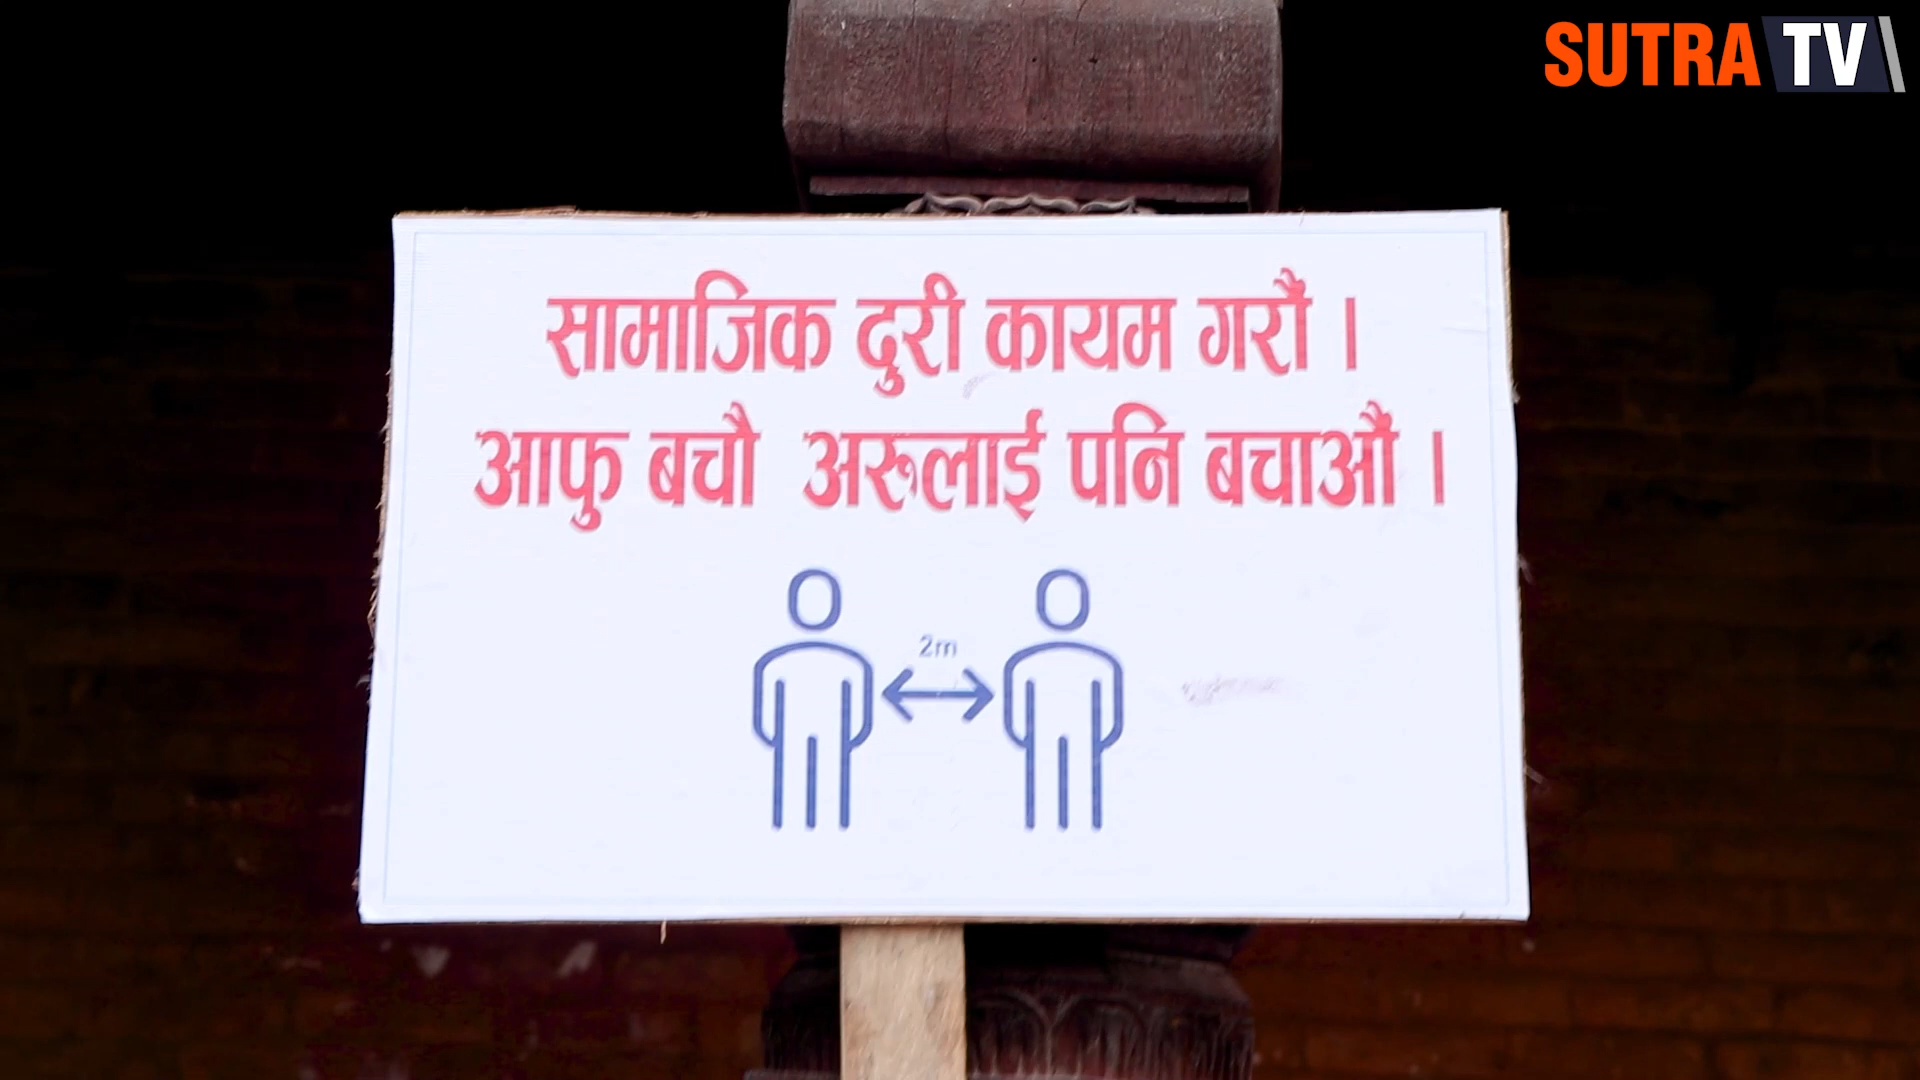 SUTRA TV
सामाजिक दुरी कायम गरौं ।
आफु बचौ अरुलाई पनि बचाऔं ।
2m